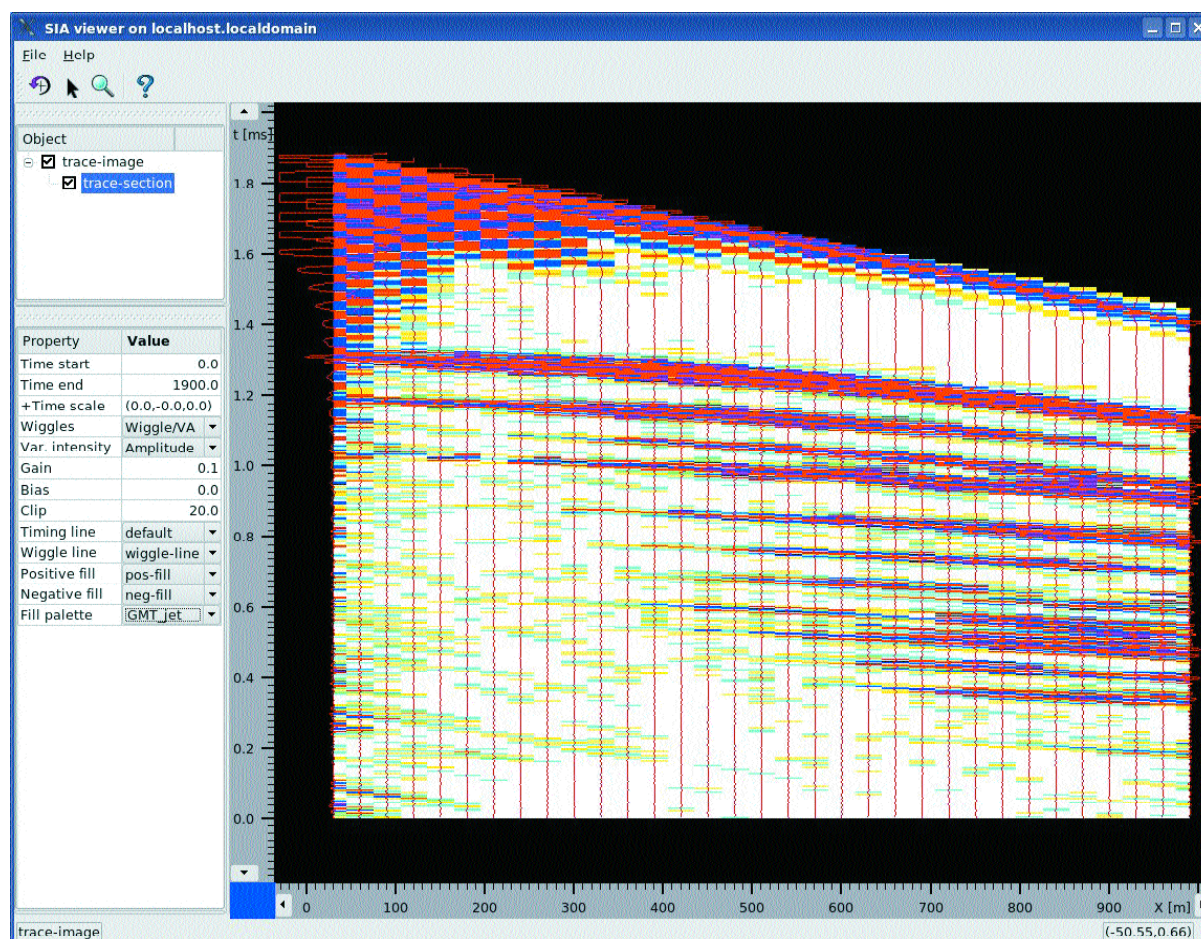 SIA viewer on localhost.localdomain
File Help
Object
trace-image
trace-section
Property Value
Time start 0.0
Time end 1900.0
+Time scale (0.0,-0.0,0.0)
Wiggles Wiggle/VA
Var. intensity Amplitude
Gain 0.1
Bias 0.0
Clip 20.0
Timing line default
Wiggle line wiggle-line
Positive fill pos-fill
Negative fill neg-fill
Fill palette GMT_jet
t [ms]
1.8
1.6
1.4
1.2
1.0
0.8
0.6
0.4
0.2
0.0
0 100 200 300 400 500 600 700 800 900 X [m]
trace-image (-50.55,0.66)